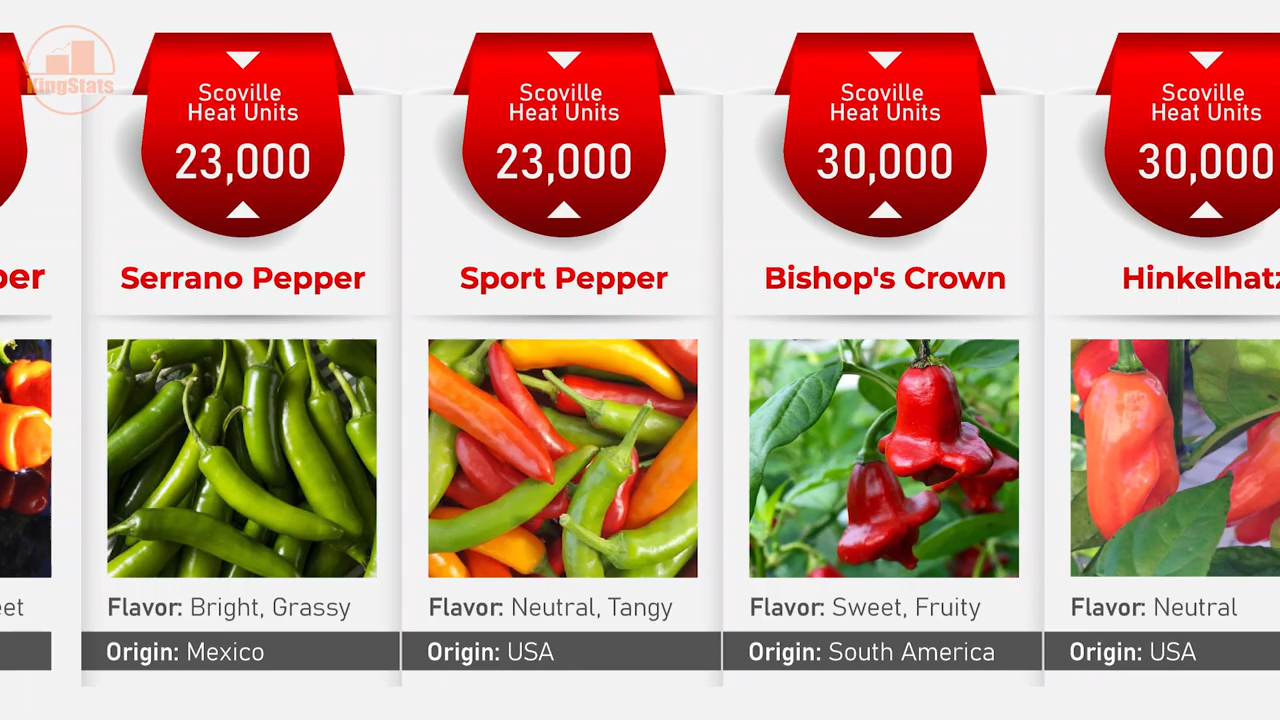 KingStats
Scoville
Heat Units
23,000
Scoville
Heat Units
23,000
Scoville
Heat Units
30,000
Scoville
Heat Units
30,000
Serrano Pepper
Sport Pepper
Bishop's Crown
Hinkelhatz
Flavor: Bright, Grassy
Flavor: Neutral, Tangy
Flavor: Sweet, Fruity
Flavor: Neutral
Origin: Mexico
Origin: USA
Origin: South America
Origin: USA